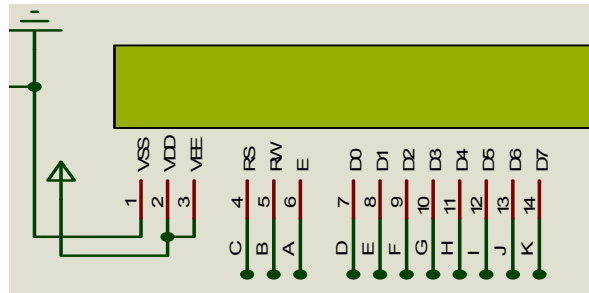 VSS VDD VEE RS RW E D0 D1 D2 D3 D4 D5 D6 D7
1 2 3 4 5 6 7 8 9 10 11 12 13 14
C B A D E F G H I J K